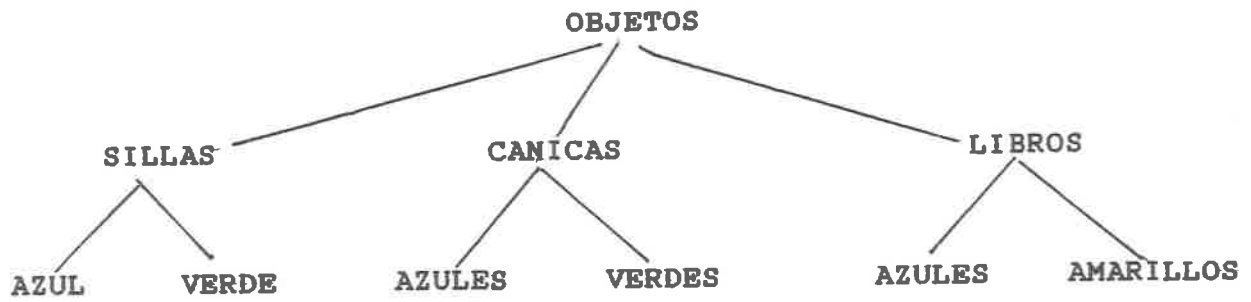 OBJETOS
SILLAS CANICAS LIBROS
AZUL VERDE AZULES VERDES AZULES AMARILLOS